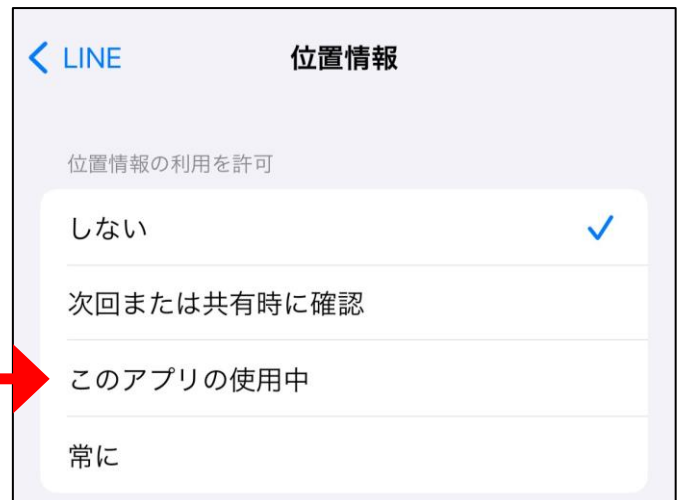 LINE 位置情報
位置情報の利用を許可
しない
次回または共有時に確認
このアプリの使用中
常に